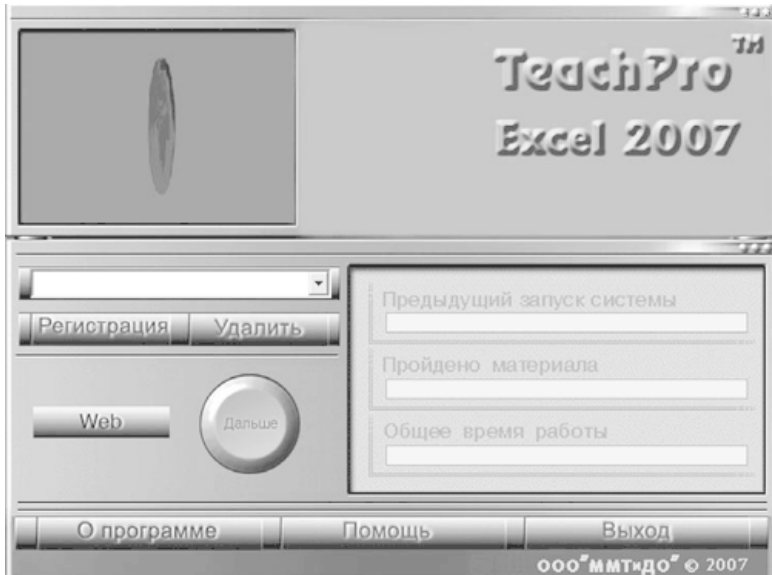 TeachPro™
Excel 2007
Предыдущий запуск системы
Регистрация
Удалить
Пройдено материала
Web
Дальше
Общее время работы
О программе
Помощь
Выход
ООО"ММТиДО" © 2007